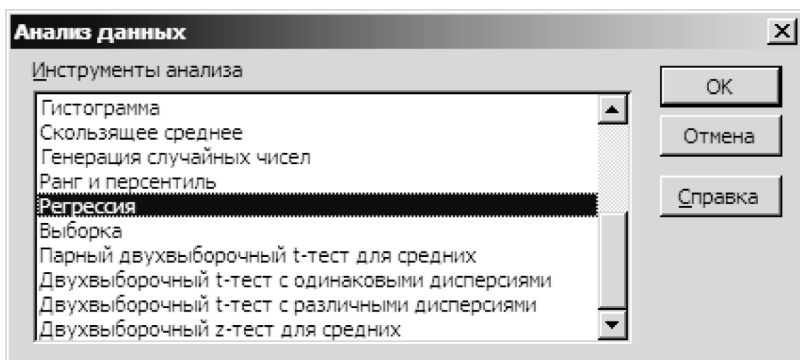 Анализ данных
Инструменты анализа
Гистограмма
Скользящее среднее
Генерация случайных чисел
Ранг и персентиль
Регрессия
Выборка
Парный двухвыборочный t-тест для средних
Двухвыборочный t-тест с одинаковыми дисперсиями
Двухвыборочный t-тест с различными дисперсиями
Двухвыборочный z-тест для средних
OK
Отмена
Справка